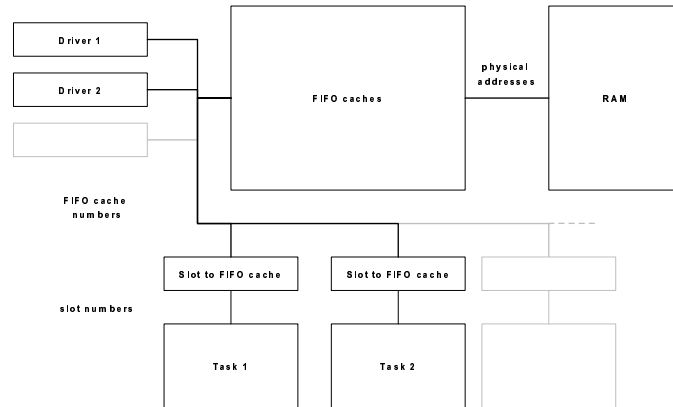 Driver 1
Driver 2
FIFO caches
physical
addresses
RAM
FIFO cache
numbers
Slot to FIFO cache
Slot to FIFO cache
slot numbers
Task 1
Task 2